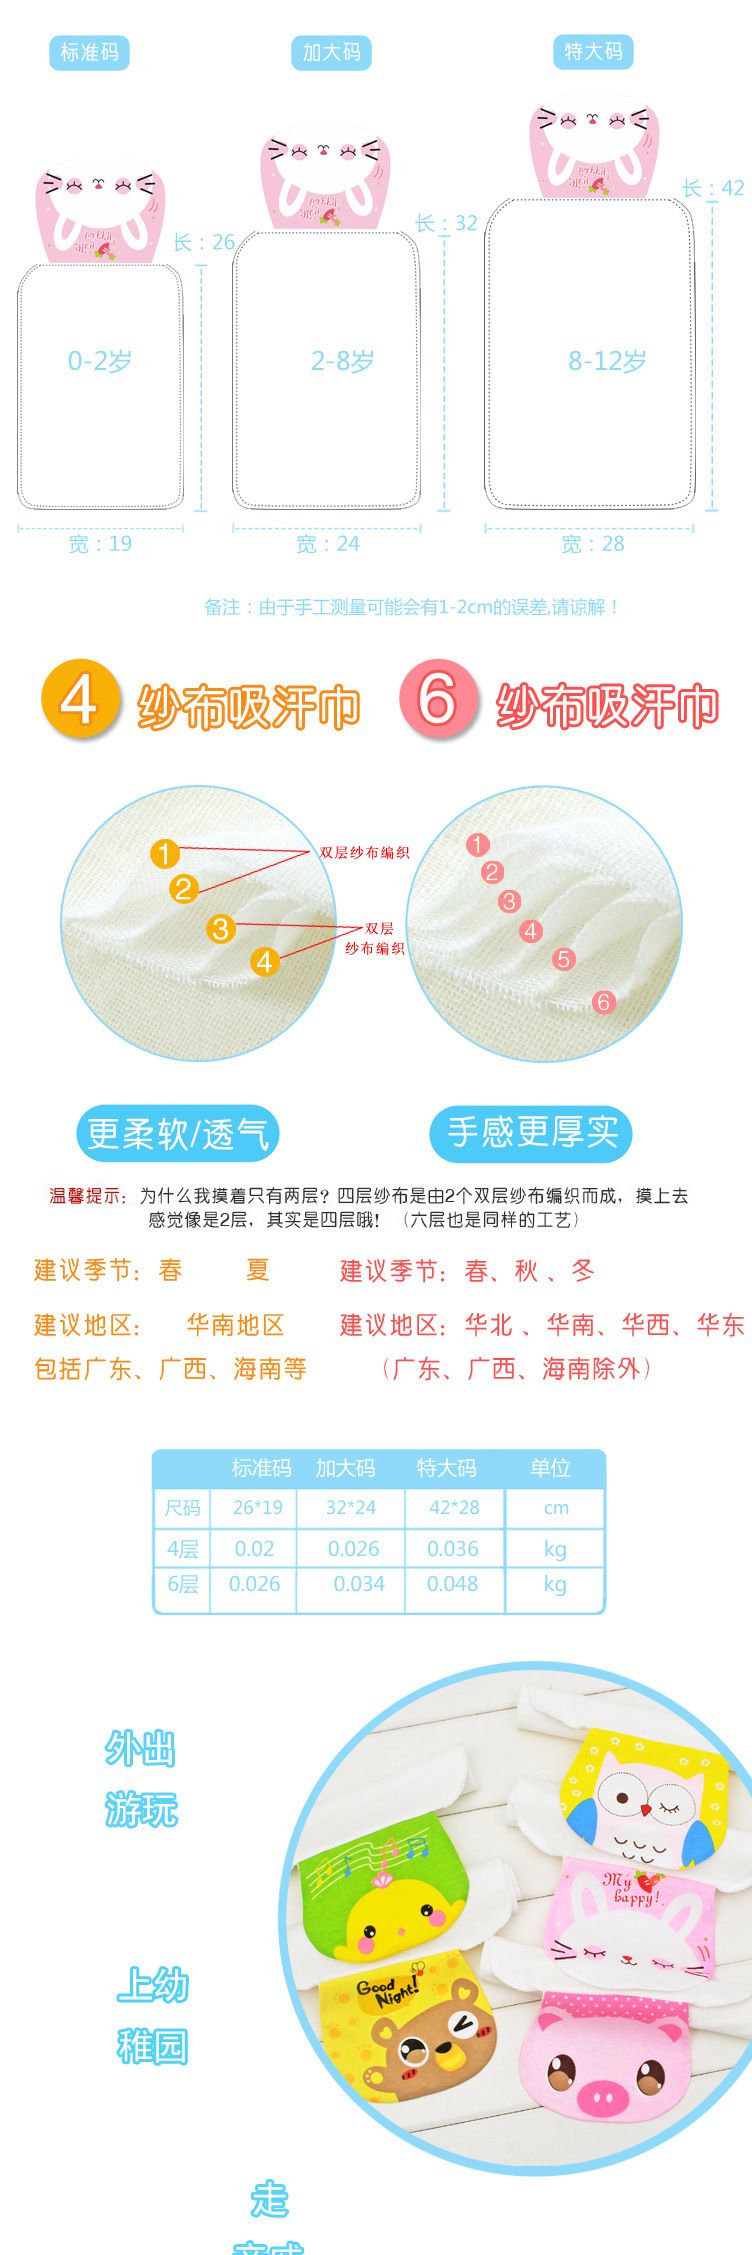 标准码
加大码
特大码
长：26
长：32
长：42
0-2岁
2-8岁
8-12岁
宽：19
宽：24
宽：28
备注：由于手工测量可能会有1-2cm的误差,请谅解！
4 纱布吸汗巾
6 纱布吸汗巾
1
2
3
4
双层纱布编织
双层
纱布编织
1
2
3
4
5
6
更柔软/透气
手感更厚实
温馨提示：为什么我摸着只有两层？四层纱布是由2个双层纱布编织而成，摸上去
感觉像是2层，其实是四层哦！（六层也是同样的工艺）
建议季节：春 夏
建议季节：春、秋、冬
建议地区： 华南地区
包括广东、广西、海南等
建议地区：华北、华南、华西、华东
（广东、广西、海南除外）
标准码 加大码 特大码 单位
尺码 26*19 32*24 42*28 cm
4层 0.02 0.026 0.036 kg
6层 0.026 0.034 0.048 kg
外出
游玩
My
happy!
Good
Night!
上幼
稚园
走